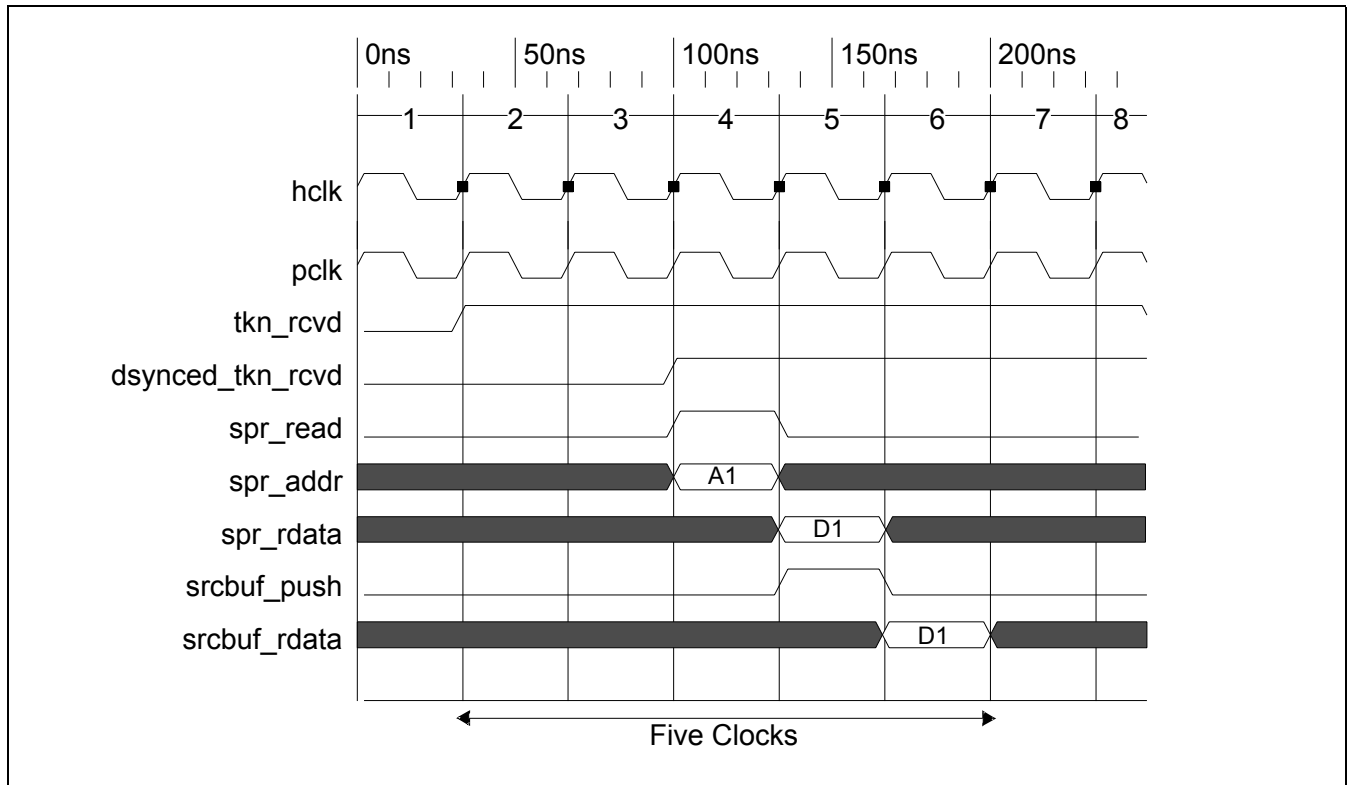 0ns 50ns 100ns 150ns 200ns
1 2 3 4 5 6 7 8
hclk
pclk
tkn_rcvd
dsynced_tkn_rcvd
spr_read
spr_addr A1
spr_rdata D1
srcbuf_push
srcbuf_rdata D1
Five Clocks